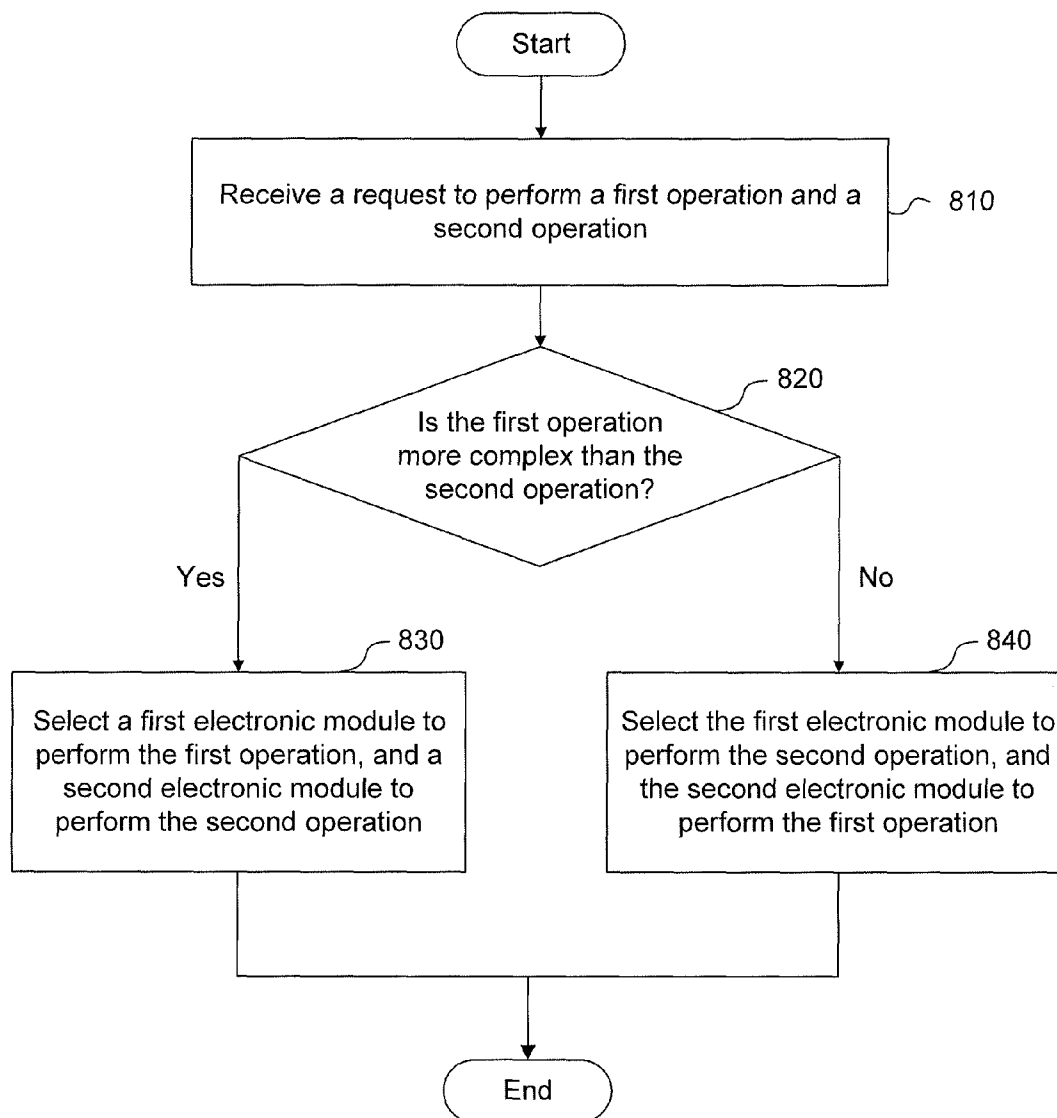 Start
Receive a request to perform a first operation and a
second operation
810
820
Is the first operation
more complex than the
second operation?
Yes
No
830
840
Select a first electronic module to
perform the first operation, and a
second electronic module to
perform the second operation
Select the first electronic module to
perform the second operation, and
the second electronic module to
perform the first operation
End